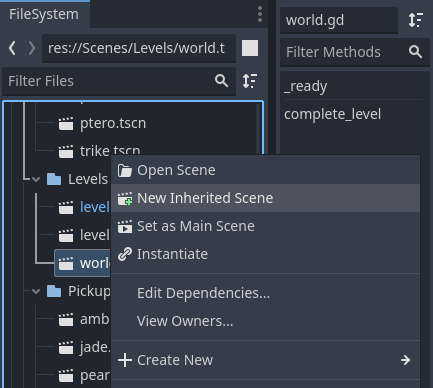 FileSystem
res://Scenes/Levels/world.t
Filter Files
ptero.tscn
trike.tscn
Levels
level
level
world
Pickup
amb
jade.
pear
Open Scene
New Inherited Scene
Set as Main Scene
Instantiate
Edit Dependencies...
View Owners...
Create New
world.gd
Filter Methods
_ready
complete_level